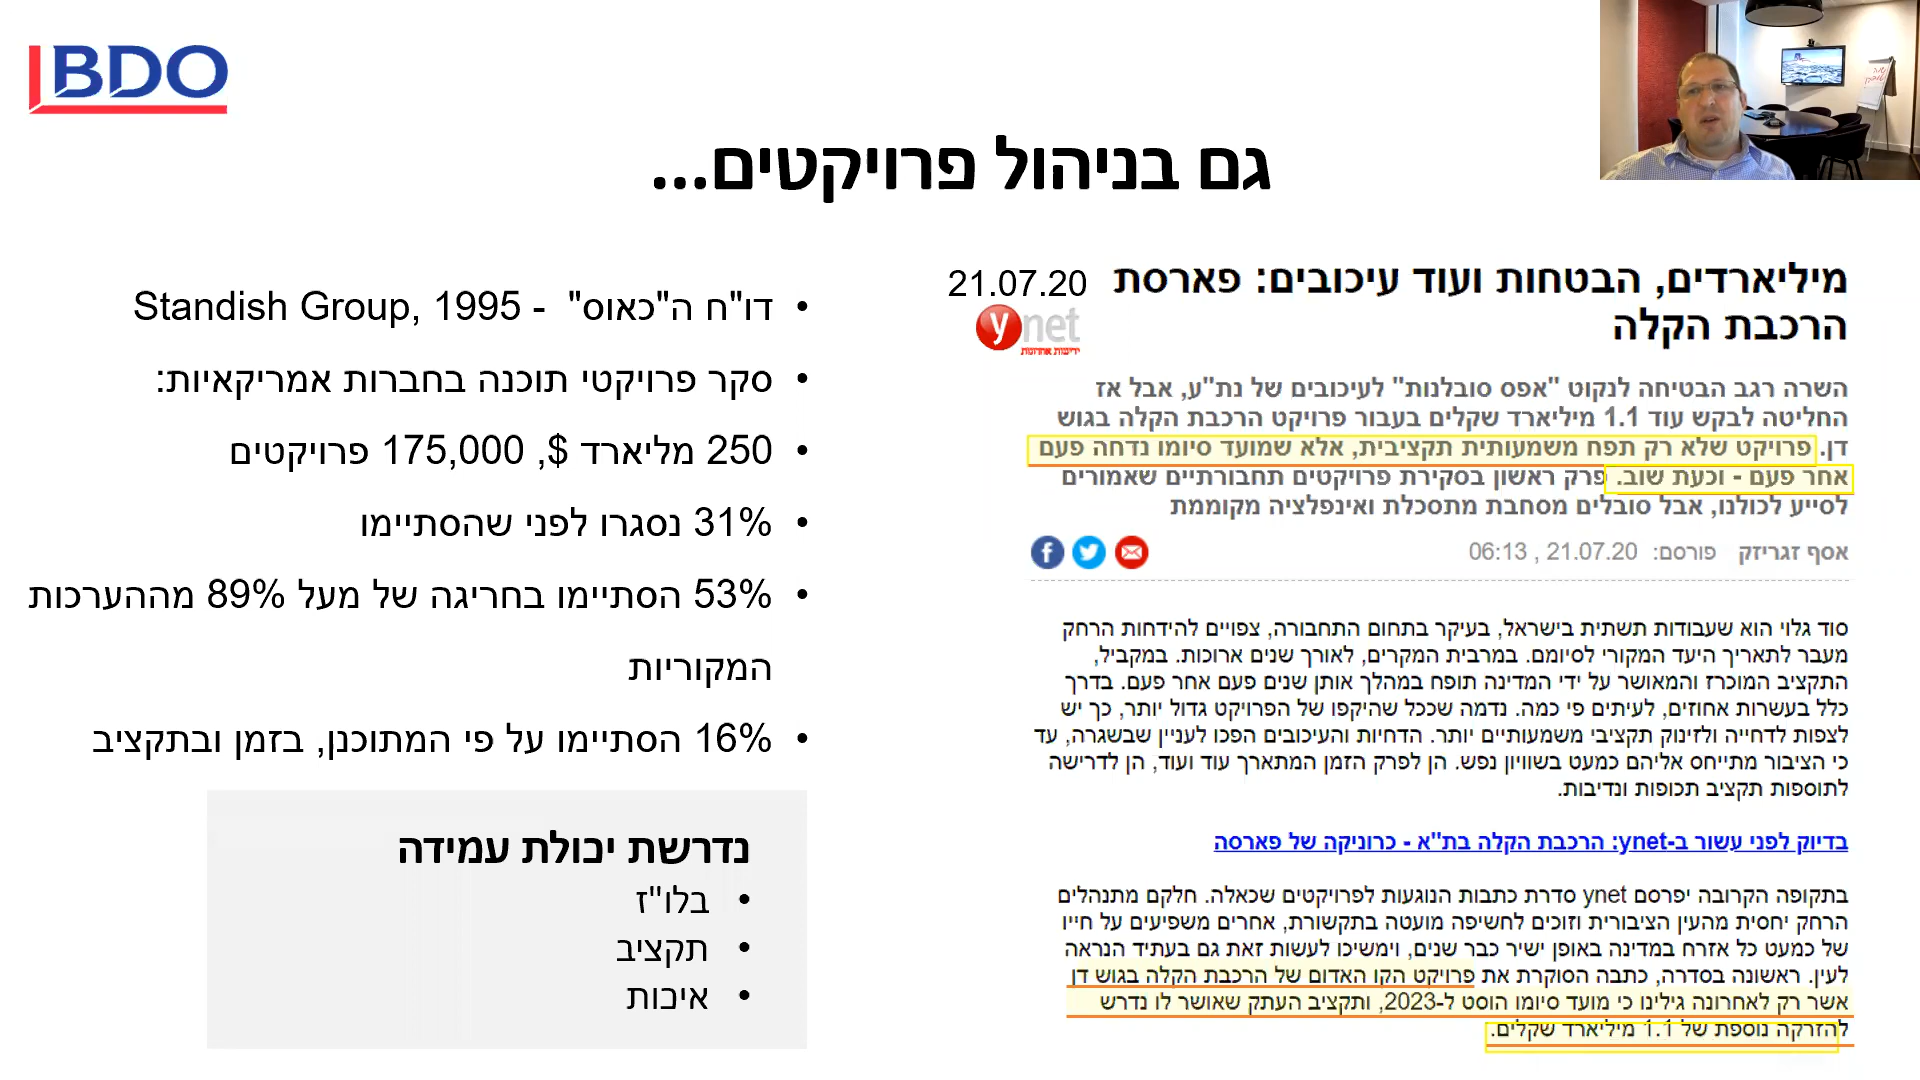 BDO
גם בניהול פרויקטים...
מיליארדים, הבטחות ועוד עיכובים: פארסת
הרכבת הקלה
21.07.20
ynet
ידיעות אחרונות
השרה רגב הבטיחה לנקוט "אפס סובלנות" לעיכובים של נת"ע, אבל אז
החליטה לבקש עוד 1.1 מיליארד שקלים בעבור פרויקט הרכבת הקלה בגוש
דן. פרויקט שלא רק תפח משמעותית תקציבית, אלא שמועד סיומו נדחה פעם
אחר פעם - וכעת שוב. פרק ראשון בסקירת פרויקטים תחבורתיים שאמורים
לסייע לכולנו, אבל סובלים מסחבת מתסכלת ואינפלציה מקוממת
אסף זגריזק פורסם: 21.07.20 , 06:13
סוד גלוי הוא שעבודות תשתית בישראל, בעיקר בתחום התחבורה, צפויים להידחות הרחק
מעבר לתאריך היעד המקורי לסיומם. במרבית המקרים, לאורך שנים ארוכות. במקביל,
התקציב המוכרז והמאושר על ידי המדינה תופח במהלך אותן שנים פעם אחר פעם. בדרך
כלל בעשרות אחוזים, לעיתים פי כמה. נדמה שככל שהיקפו של הפרויקט גדול יותר, כך יש
לצפות לדחייה ולזינוק תקציבי משמעותיים יותר. הדחיות והעיכובים הפכו לעניין שבשגרה, עד
כי הציבור מתייחס אליהם כמעט בשוויון נפש. הן לפרק הזמן המתארך עוד ועוד, הן לדרישה
לתוספות תקציב תכופות ונדיבות.
בדיוק לפני עשור ב-ynet: הרכבת הקלה בת"א - כרוניקה של פארסה
בתקופה הקרובה יפרסם ynet סדרת כתבות הנוגעות לפרויקטים שכאלה. חלקם מתנהלים
הרחק יחסית מהעין הציבורית וזוכים לחשיפה מועטה בתקשורת, אחרים משפיעים על חייו
של כמעט כל אזרח במדינה באופן ישיר כבר שנים, וימשיכו לעשות זאת גם בעתיד הנראה
לעין. ראשונה בסדרה, כתבה הסוקרת את פרויקט הקו האדום של הרכבת הקלה בגוש דן
אשר רק לאחרונה גילינו כי מועד סיומו הוסט ל-2023, ותקציב העתק שאושר לו נדרש
להזרקה נוספת של 1.1 מיליארד שקלים.
• דו"ח ה"כאוס" - Standish Group, 1995
• סקר פרויקטי תוכנה בחברות אמריקאיות:
• 250 מליארד $, 175,000 פרויקטים
• 31% נסגרו לפני שהסתיימו
• 53% הסתיימו בחריגה של מעל 89% מההערכות
המקוריות
• 16% הסתיימו על פי המתוכנן, בזמן ובתקציב
נדרשת יכולת עמידה
• בלו"ז
• תקציב
• איכות